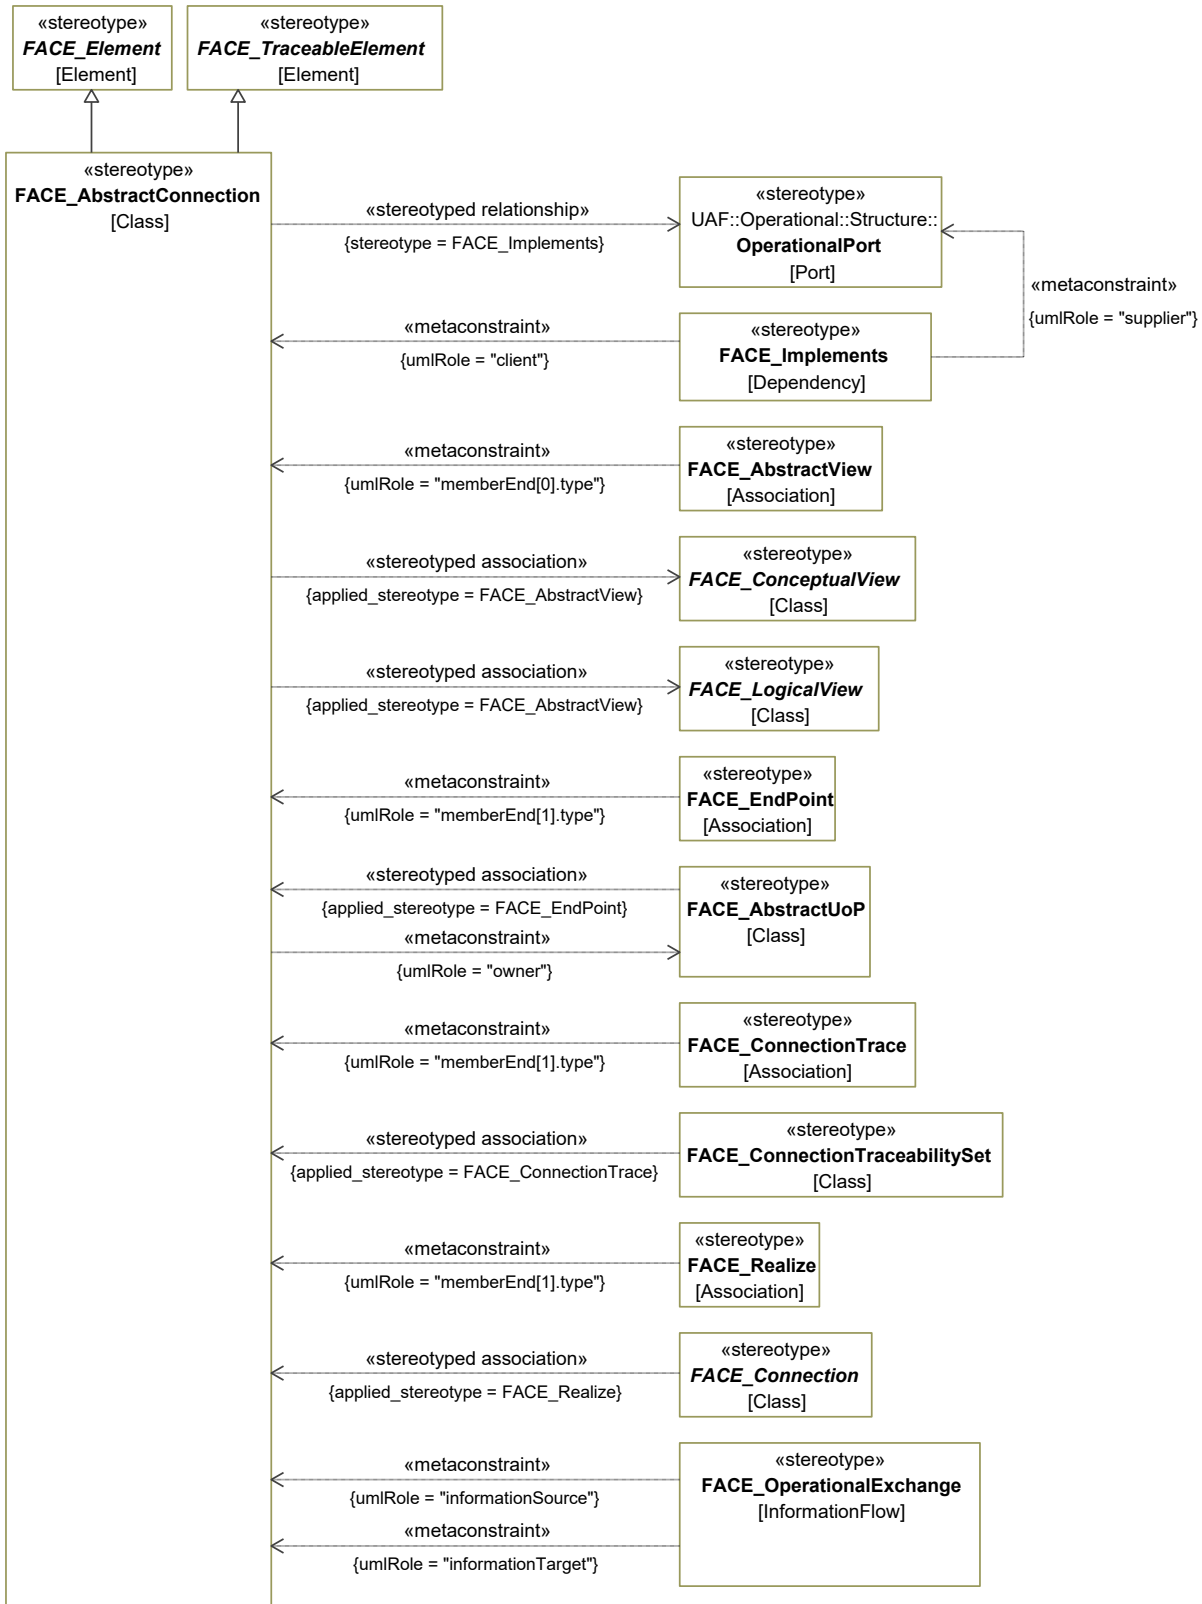 «stereotype»
FACE_Element
[Element]
«stereotype»
FACE_TraceableElement
[Element]
«stereotype»
FACE_AbstractConnection
[Class]
«stereotyped relationship»
{stereotype = FACE_Implements}
«stereotype»
UAF::Operational::Structure::
OperationalPort
[Port]
«metaconstraint»
{umlRole = "supplier"}
«metaconstraint»
{umlRole = "client"}
«stereotype»
FACE_Implements
[Dependency]
«metaconstraint»
{umlRole = "memberEnd[0].type"}
«stereotype»
FACE_AbstractView
[Association]
«stereotyped association»
{applied_stereotype = FACE_AbstractView}
«stereotype»
FACE_ConceptualView
[Class]
«stereotyped association»
{applied_stereotype = FACE_AbstractView}
«stereotype»
FACE_LogicalView
[Class]
«metaconstraint»
{umlRole = "memberEnd[1].type"}
«stereotype»
FACE_EndPoint
[Association]
«stereotyped association»
{applied_stereotype = FACE_EndPoint}
«metaconstraint»
{umlRole = "owner"}
«stereotype»
FACE_AbstractUoP
[Class]
«metaconstraint»
{umlRole = "memberEnd[1].type"}
«stereotype»
FACE_ConnectionTrace
[Association]
«stereotyped association»
{applied_stereotype = FACE_ConnectionTrace}
«stereotype»
FACE_ConnectionTraceabilitySet
[Class]
«metaconstraint»
{umlRole = "memberEnd[1].type"}
«stereotype»
FACE_Realize
[Association]
«stereotyped association»
{applied_stereotype = FACE_Realize}
«stereotype»
FACE_Connection
[Class]
«metaconstraint»
{umlRole = "informationSource"}
«metaconstraint»
{umlRole = "informationTarget"}
«stereotype»
FACE_OperationalExchange
[InformationFlow]